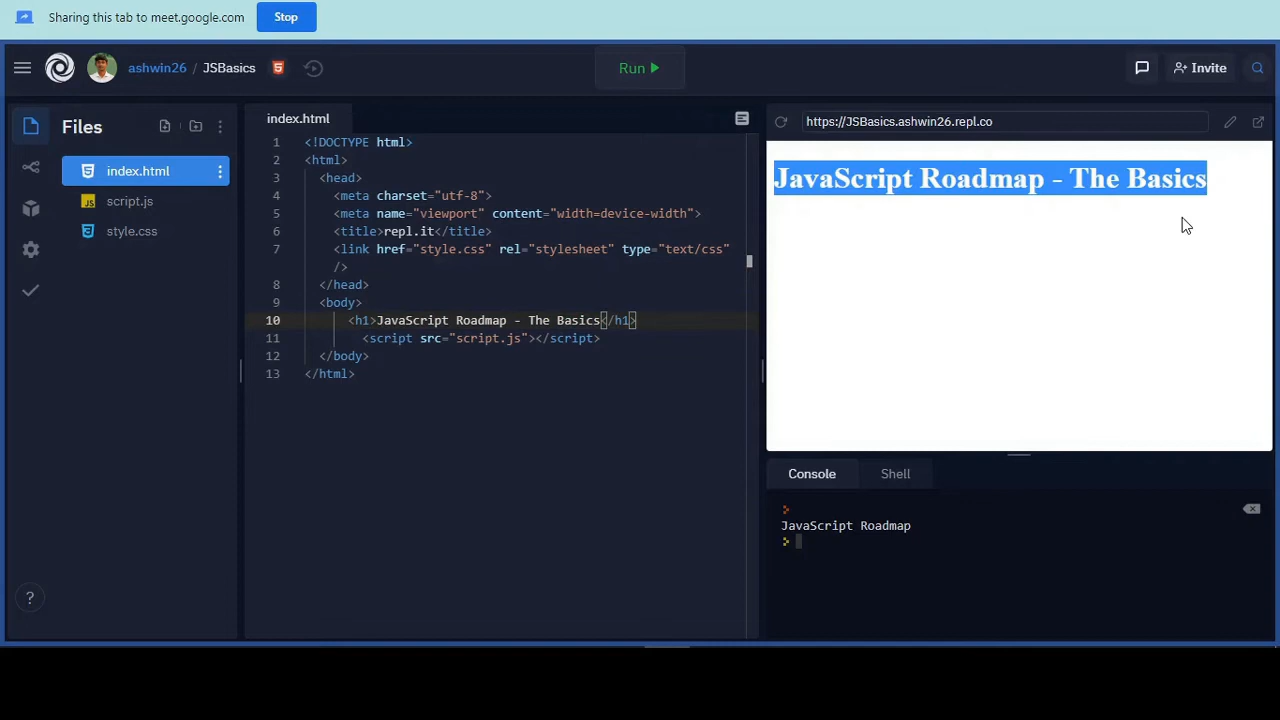 Sharing this tab to meet.google.com
Stop
ashwin26 / JSBasics
Run
Invite
Files
index.html
script.js
style.css
index.html
1 <!DOCTYPE html>
2 <html>
3 <head>
4 <meta charset="utf-8">
5 <meta name="viewport" content="width=device-width">
6 <title>repl.it</title>
7 <link href="style.css" rel="stylesheet" type="text/css"
/>
8 </head>
9 <body>
10 <h1>JavaScript Roadmap - The Basics</h1>
11 <script src="script.js"></script>
12 </body>
13 </html>
https://JSBasics.ashwin26.repl.co
JavaScript Roadmap - The Basics
Console
Shell
JavaScript Roadmap